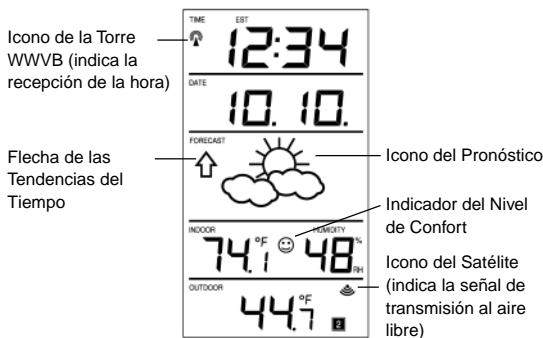 Icono de la Torre
WWVB (indica la
recepción de la hora)
Flecha de las
Tendencias del
Tiempo
TIME EST
12:34
DATE
10. 10.
FORECAST
INDOOR HUMIDITY
74.1 °F 48 % RH
OUTDOOR
44.7 °F 2
Icono del Pronóstico
Indicador del Nivel
de Confort
Icono del Satélite
(indica la señal de
transmisión al aire
libre)